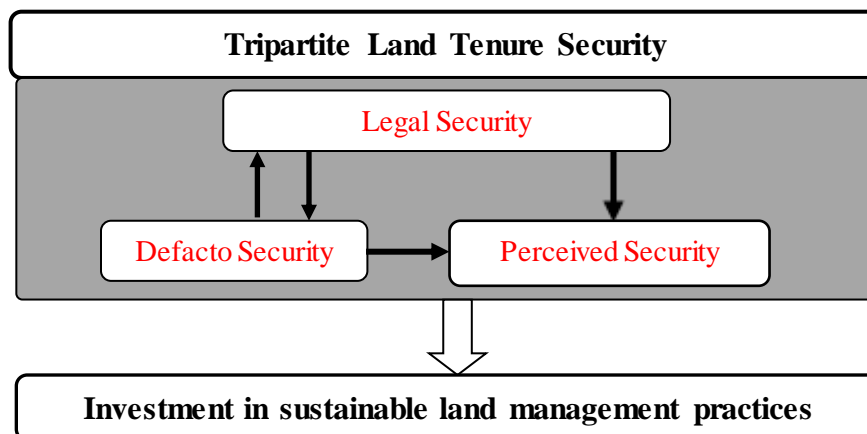 Tripartite Land Tenure Security
Legal Security
Defacto Security
Perceived Security
Investment in sustainable land management practices